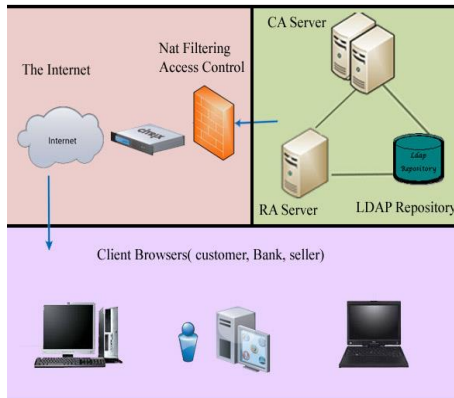 CA Server
Nat Filtering
Access Control
The Internet
Internet
citrix
Ldap
Repository
RA Server
LDAP Repository
Client Browsers( customer, Bank, seller)